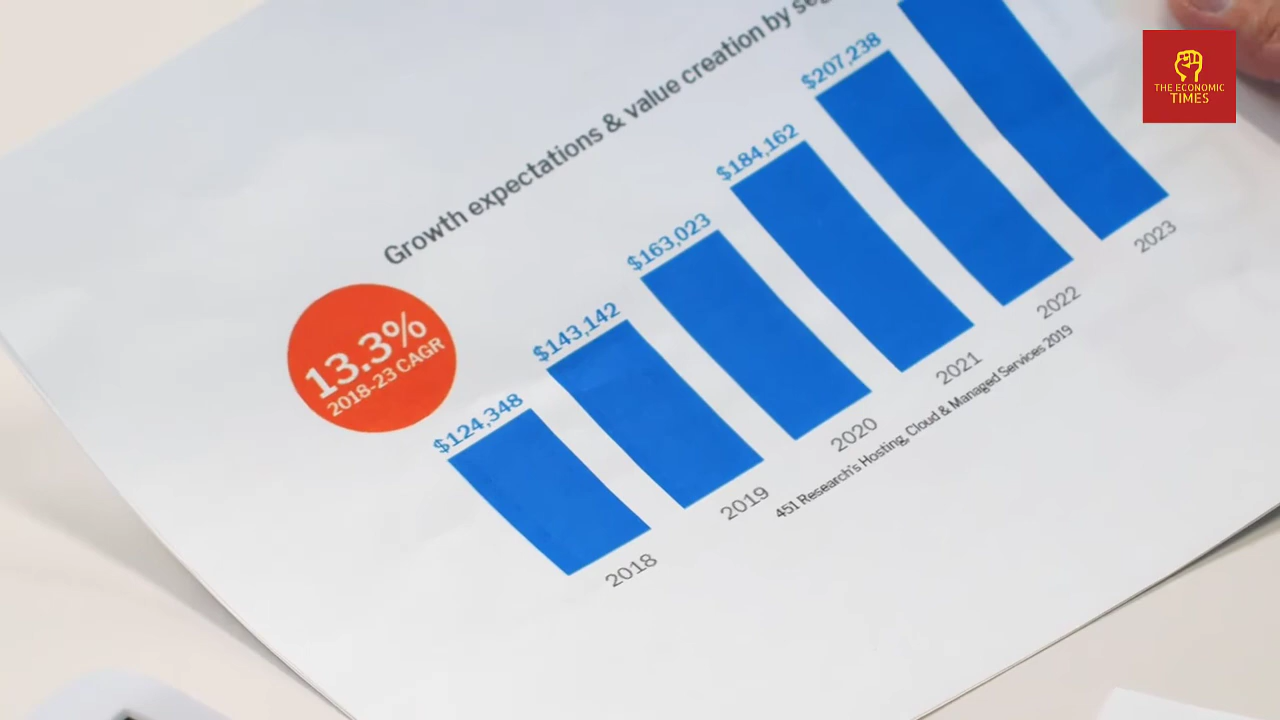 Growth expectations & value creation by
13.3%
2018-23 CAGR
$124,348
$143,142
$163,023
$184,162
$207,238
2018
2019
2020
2021
2022
2023
451 Research's Hosting, Cloud & Managed Services 2019
THE ECONOMIC
TIMES